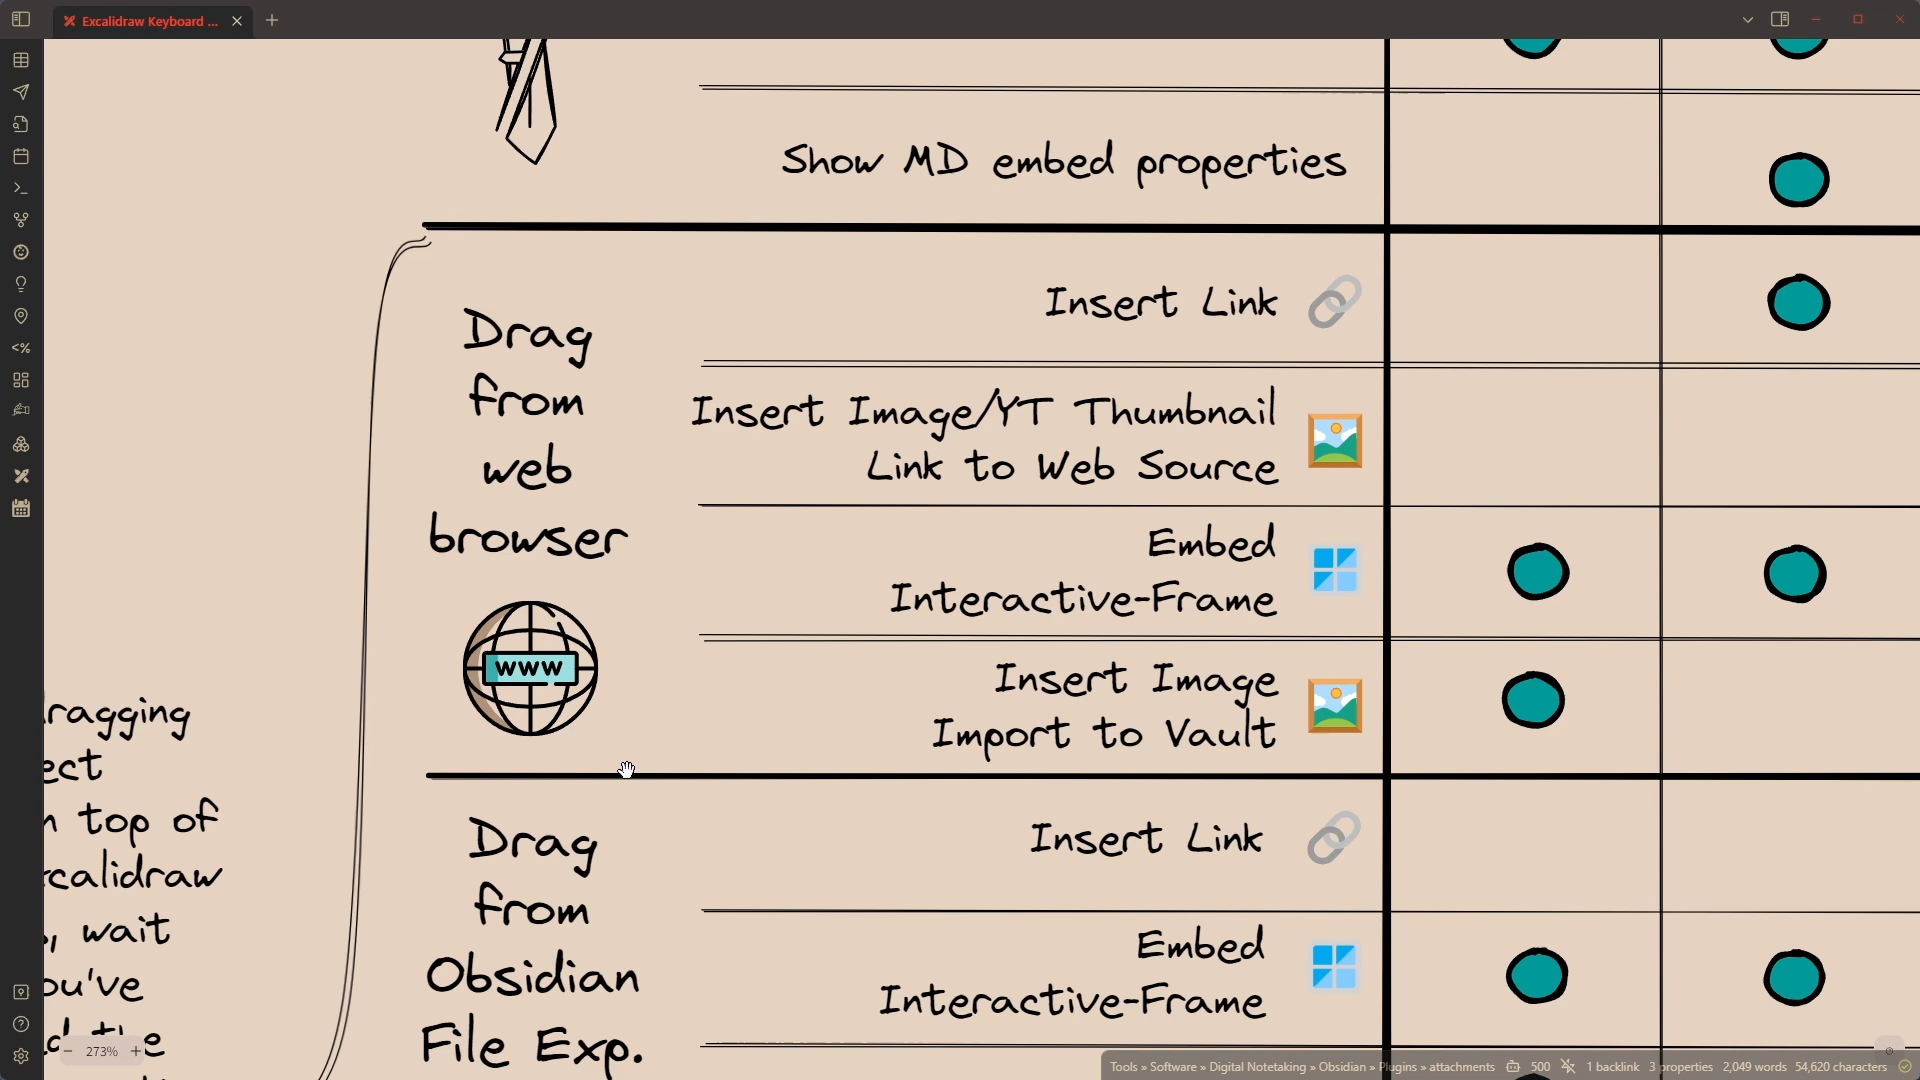 Excalidraw Keyboard ...
Show MD embed properties
Drag
from
web
browser
Insert Link
Insert Image/YT Thumbnail
Link to Web Source
Embed
Interactive-Frame
www
Insert Image
Import to Vault
ragging
ect
top of
calidraw
, wait
ou've
Drag
from
Obsidian
File Exp.
Insert Link
Embed
Interactive-Frame
<%
273%
Tools » Software » Digital Notetaking » Obsidian » Plugins » attachments 500 1 backlink 3 properties 2,049 words 54,620 characters